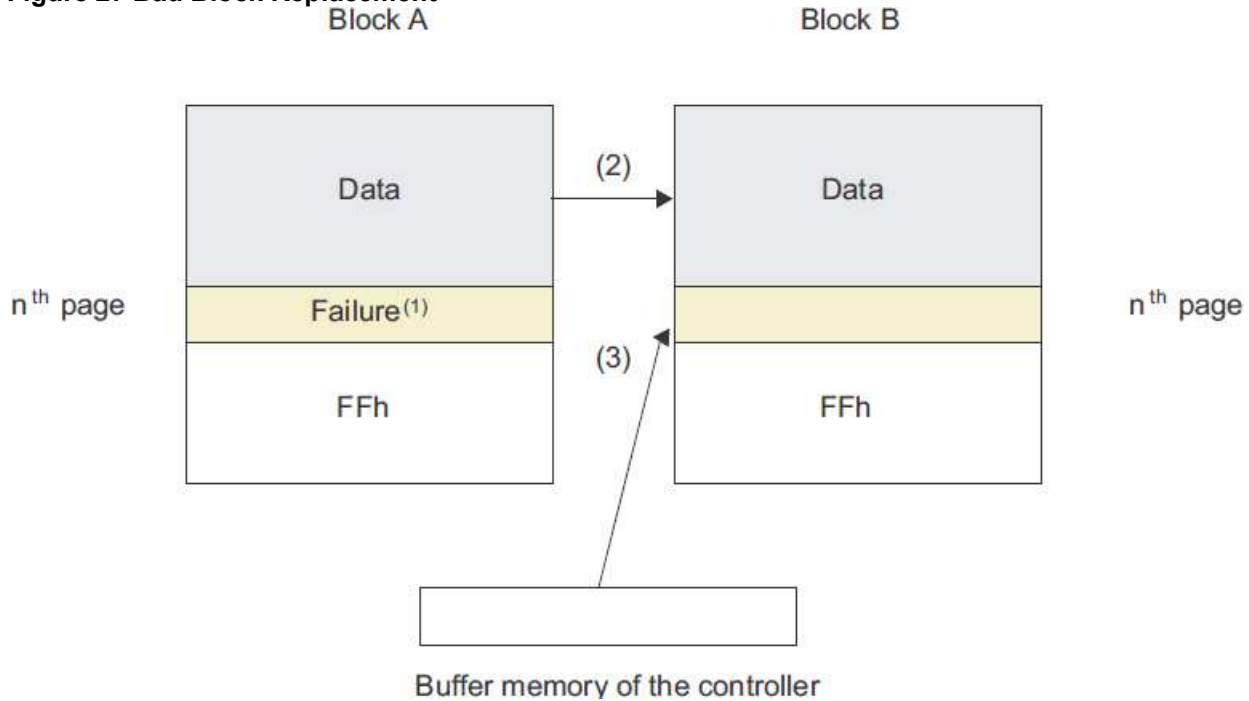 Block A
Block B
Data
(2)
Data
n th page
Failure (1)
n th page
(3)
FFh
FFh
Buffer memory of the controller